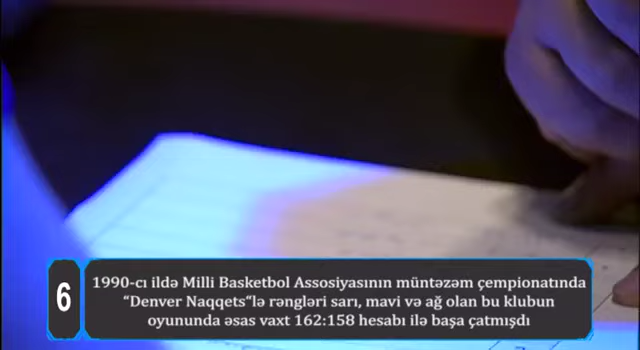 6
1990-cı ildə Milli Basketbol Assosiyasının müntəzəm çempionatında
“Denver Naqqets“lə rəngləri sarı, mavi və ağ olan bu klubun
oyununda əsas vaxt 162:158 hesabı ilə başa çatmışdı